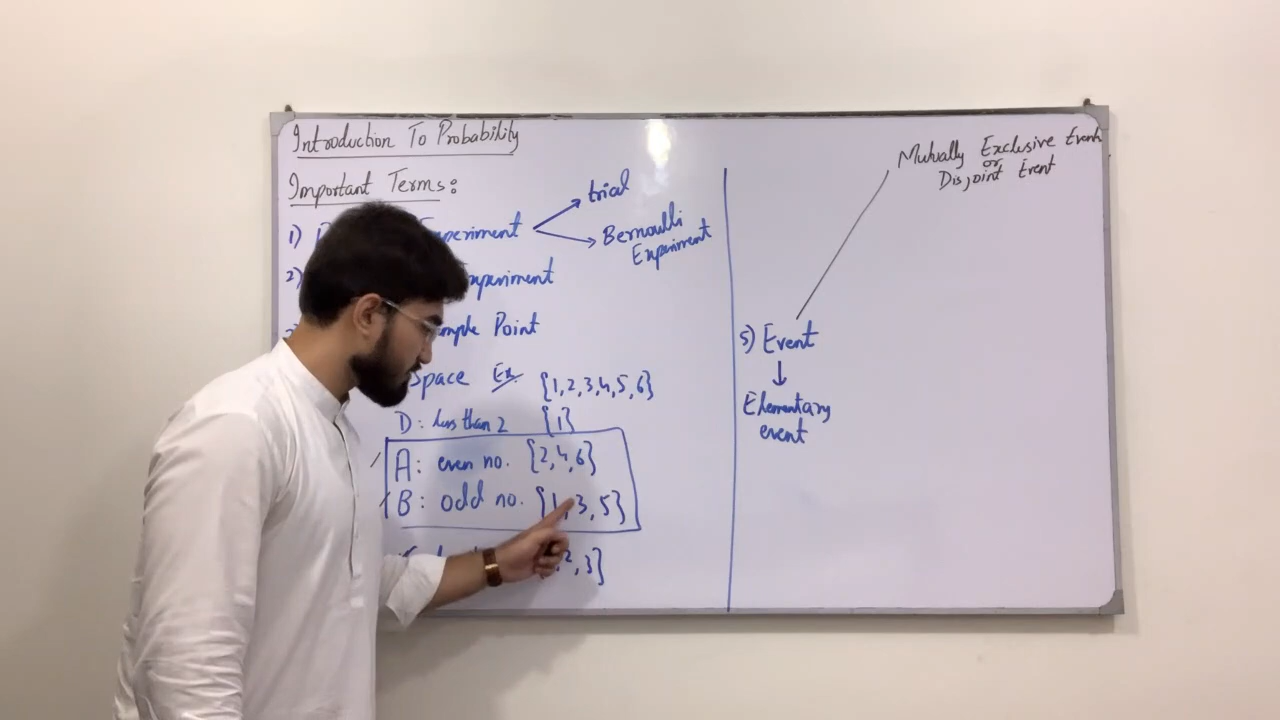 Introduction To Probability
Important Terms:
1)
trial
Bernoulli
Experiment
2) Experiment
Point
Space Ex {1,2,3,4,5,6}
D: less than 2 {1}
A: even no. {2,4,6}
B: odd no. {1,3,5}
3}
Mutually Exclusive Events
or
Disjoint Event
5) Event
Elementary
event